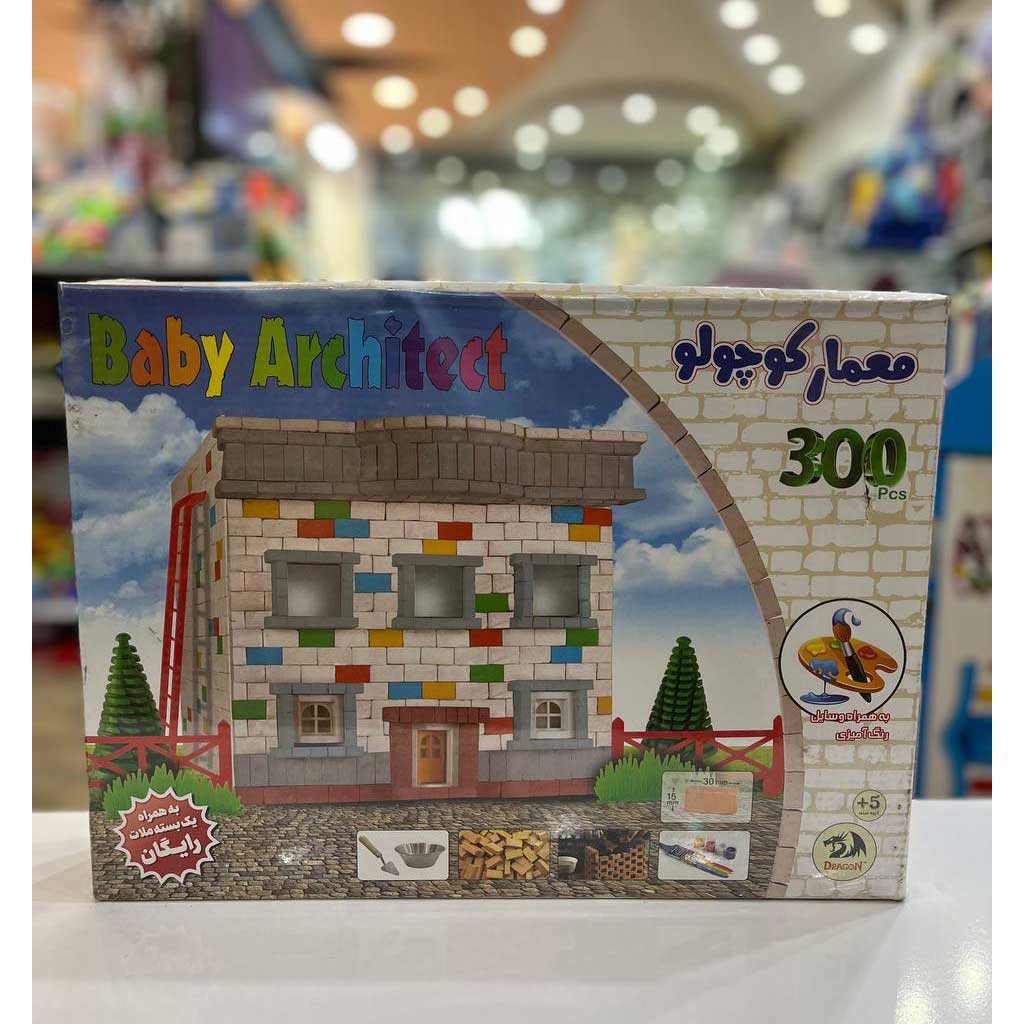 Baby Architect
معمار کوچولو
300
Pcs
به همراه وسایل
رنگ آمیزی
30 mm
15
mm
+5
DRAGON
به همراه
یک بسته ملات
رایگان